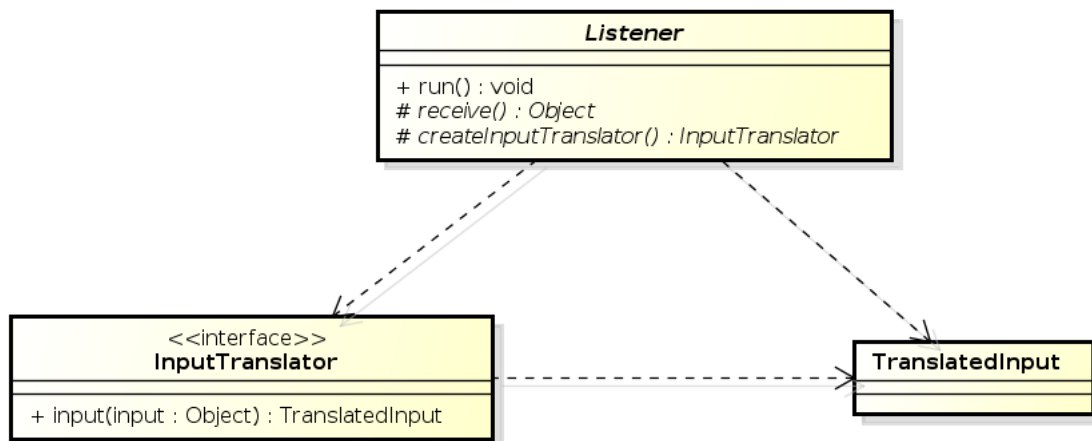 Listener
+ run() : void
# receive() : Object
# createInputTranslator() : InputTranslator
<<interface>>
InputTranslator
+ input(input : Object) : TranslatedInput
TranslatedInput